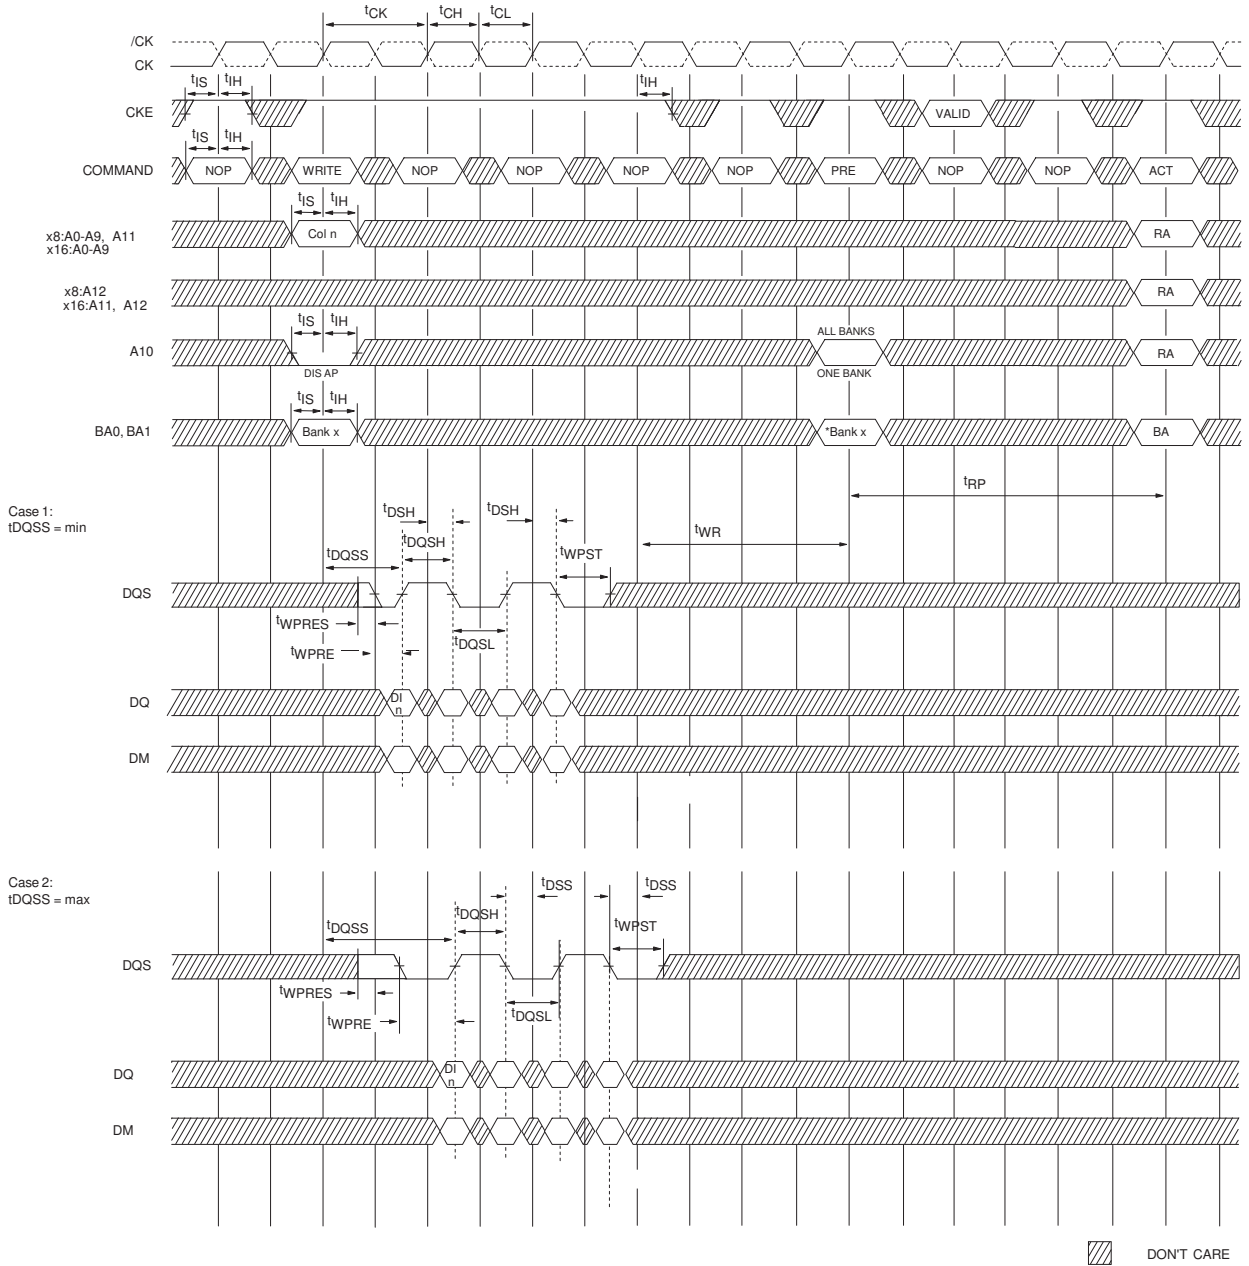 tCK tCH tCL
/CK
CK
tIS tIH tIH
CKE VALID
tIS tIH
COMMAND NOP WRITE NOP NOP NOP NOP PRE NOP NOP ACT
tIS tIH
x8:A0-A9, A11 Col n RA
x16:A0-A9
x8:A12 RA
x16:A11, A12
tIS tIH ALL BANKS
A10 RA
DIS AP ONE BANK
tIS tIH
BA0, BA1 Bank x *Bank x BA
tRP
Case 1:
tDQSS = min
tDSH tDSH
tWR
tDQSH
tDQSS tWPST
DQS
tWPRES tDQSL
tWPRE
DQ DI
n
DM
Case 2:
tDQSS = max
tDSS tDSS
tDQSH
tDQSS tWPST
DQS
tWPRES
tDQSL
tWPRE
DQ DI
n
DM
DON'T CARE